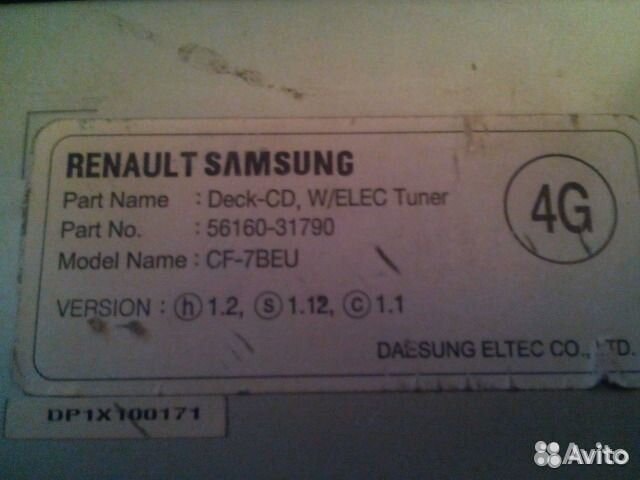 RENAULT SAMSUNG
Part Name : Deck-CD, W/ELEC Tuner
Part No. : 56160-31790
Model Name : CF-7BEU
4G
VERSION : ⓗ 1.2, ⓢ 1.12, ⓒ 1.1
DAESUNG ELTEC CO., LTD.
DP1X100171
Avito